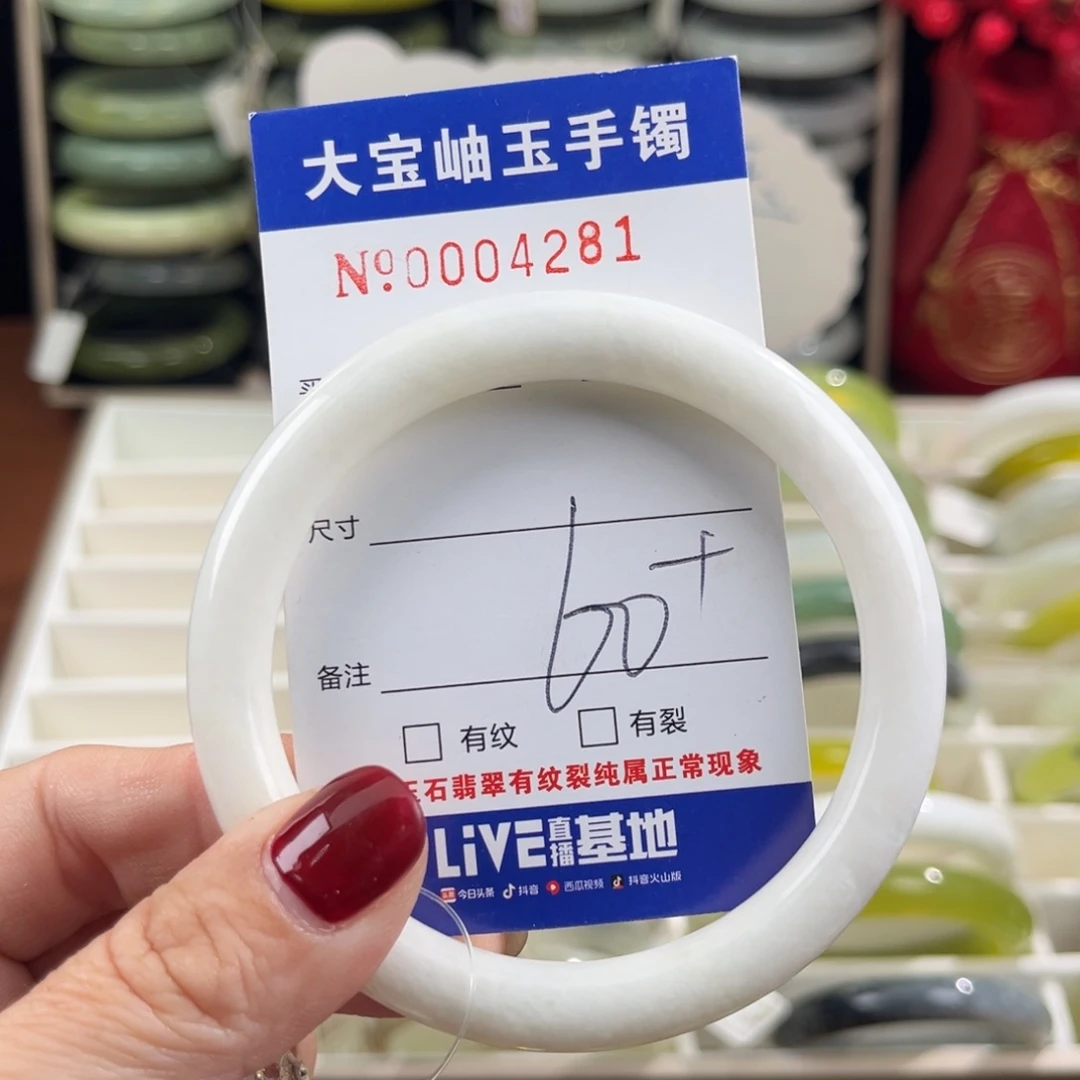 大宝岫玉手镯
№0004281
尺寸
60+
备注
有纹 有裂
石翡翠有纹裂纯属正常现象
LiVE直播基地
头条 今日头条 抖音 西瓜视频 抖音火山版